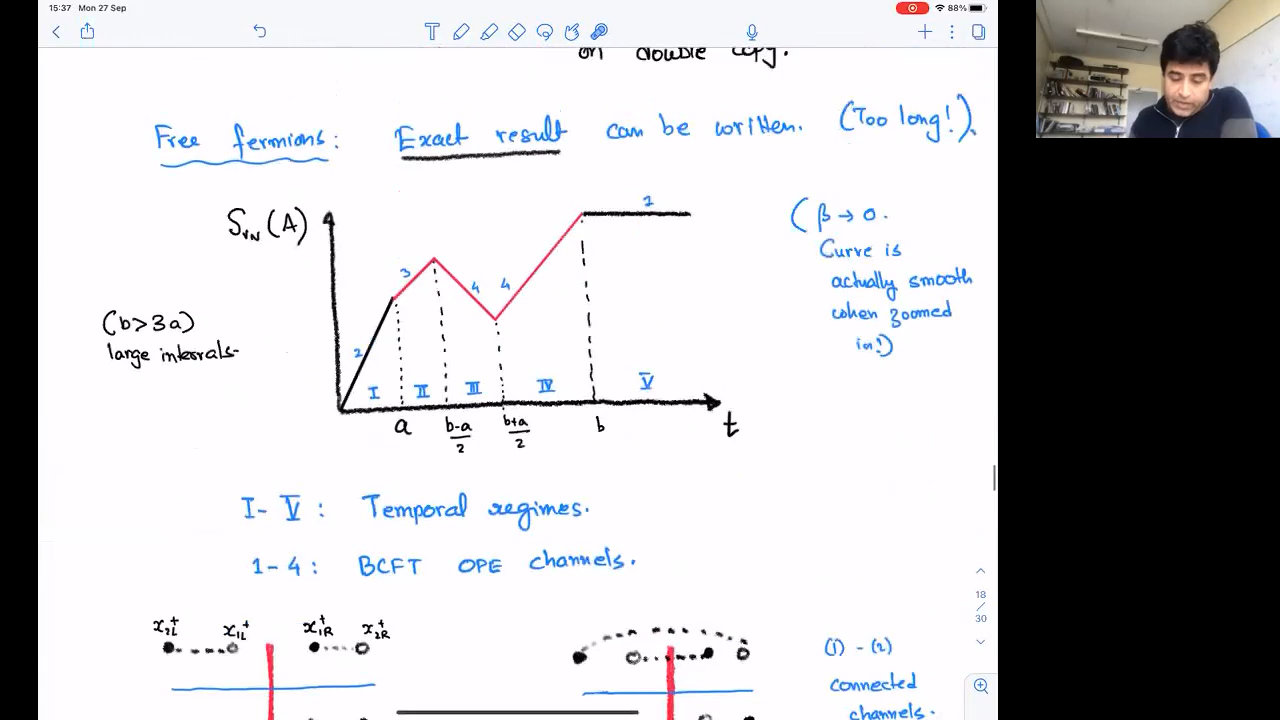 15:37 Mon 27 Sep
88%
on double copy.
Free fermions: Exact result can be written. (Too long!).
S_VN(A)
1
3
4
4
2
(β → 0.
Curve is
actually smooth
when zoomed
in!)
(b > 3a)
large intervals
I II III IV V
a b-a/2 b+a/2 b t
I - V : Temporal regimes.
1 - 4 : BCFT OPE channels.
x₂L⁺ x₁L⁺ x₁R⁺ x₂R⁺
(1) - (2)
connected
channels.
18
/
30